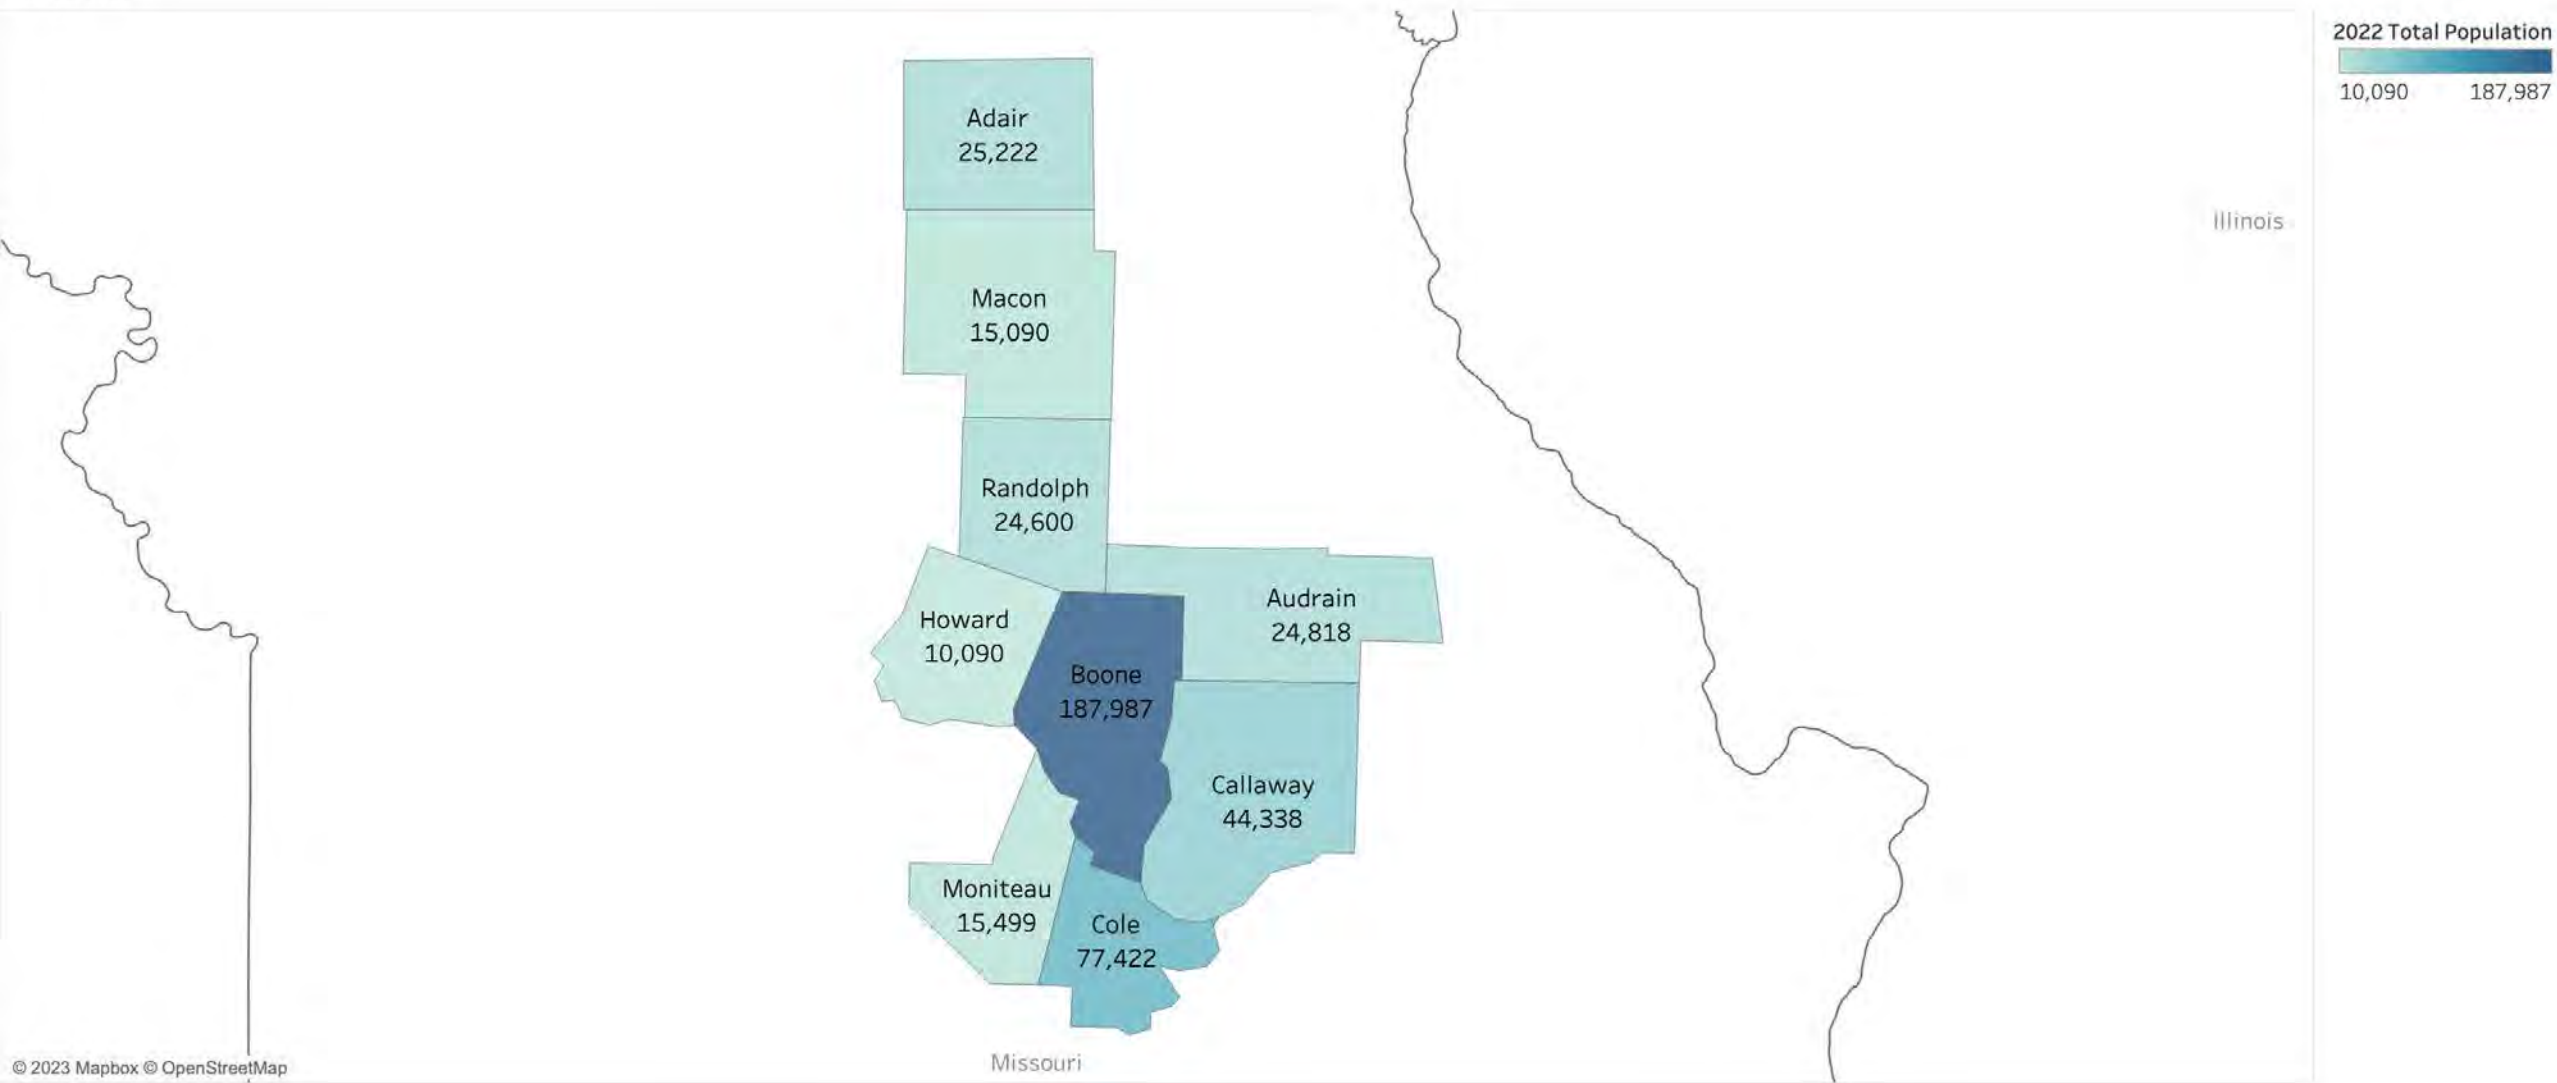 2022 Total Population
10,090 187,987
Adair
25,222
Illinois
Macon
15,090
Randolph
24,600
Audrain
24,818
Howard
10,090
Boone
187,987
Callaway
44,338
Moniteau
15,499
Cole
77,422
Missouri
© 2023 Mapbox © OpenStreetMap